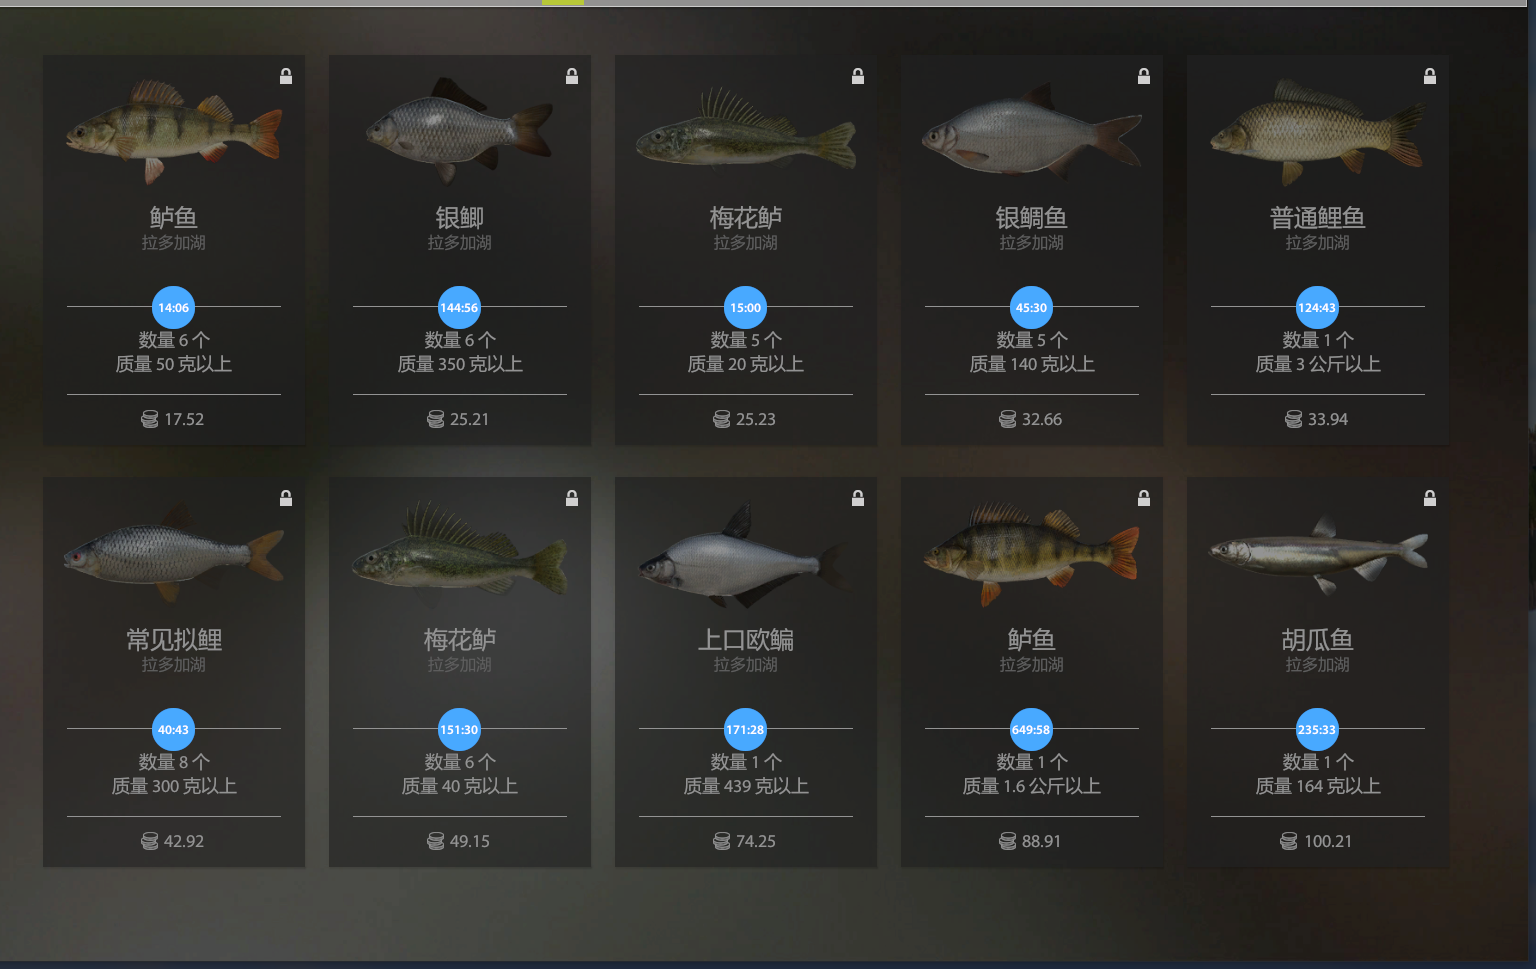 鲈鱼
拉多加湖
14:06
数量 6 个
质量 50 克以上
17.52
银鲫
拉多加湖
144:56
数量 6 个
质量 350 克以上
25.21
梅花鲈
拉多加湖
15:00
数量 5 个
质量 20 克以上
25.23
银鲷鱼
拉多加湖
45:30
数量 5 个
质量 140 克以上
32.66
普通鲤鱼
拉多加湖
124:43
数量 1 个
质量 3 公斤以上
33.94
常见拟鲤
拉多加湖
40:43
数量 8 个
质量 300 克以上
42.92
梅花鲈
拉多加湖
151:30
数量 6 个
质量 40 克以上
49.15
上口欧鳊
拉多加湖
171:28
数量 1 个
质量 439 克以上
74.25
鲈鱼
拉多加湖
649:58
数量 1 个
质量 1.6 公斤以上
88.91
胡瓜鱼
拉多加湖
235:33
数量 1 个
质量 164 克以上
100.21